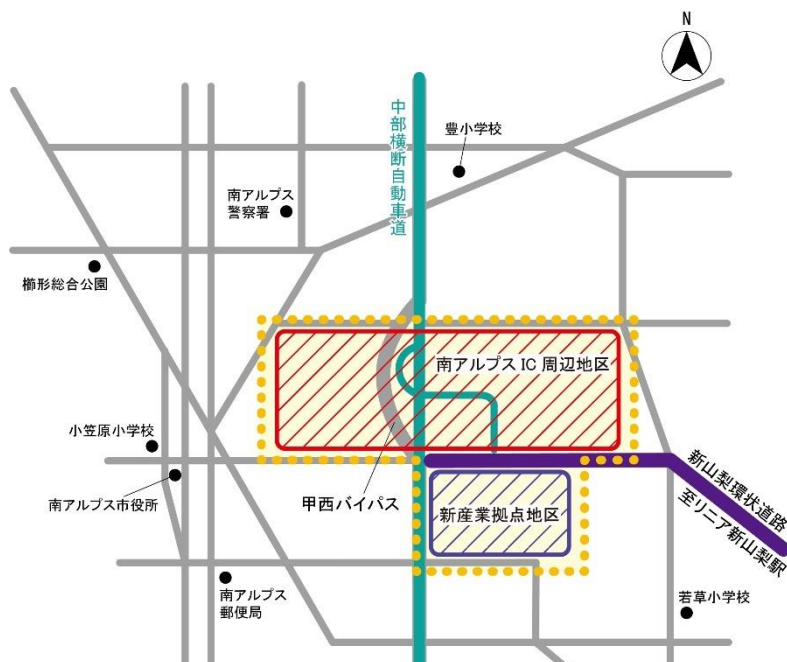 N
中部横断自動車道
豊小学校
南アルプス
警察署
櫛形総合公園
南アルプスIC周辺地区
小笠原小学校
南アルプス市役所
甲西バイパス
新産業拠点地区
新山梨環状道路
至リニア新山梨駅
南アルプス
郵便局
若草小学校